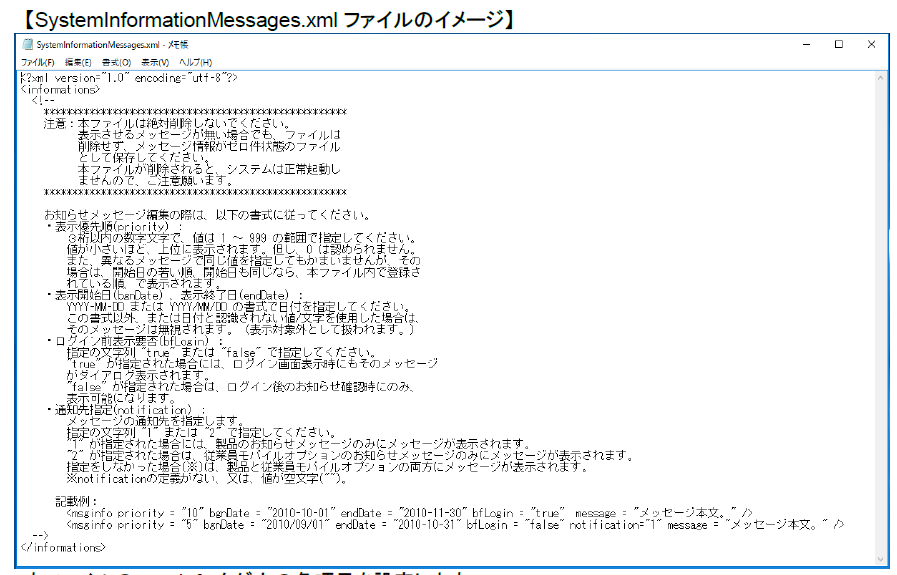 【SystemInformationMessages.xml ファイルのイメージ】
SystemInformationMessages.xml - メモ帳
ファイル(F) 編集(E) 書式(O) 表示(V) ヘルプ(H)
<?xml version="1.0" encoding="utf-8"?>
<informations>
<!--
*****************************************************
注意：本ファイルは絶対削除しないでください。
表示させるメッセージが無い場合でも、ファイルは
削除せず、メッセージ情報がゼロ件状態のファイル
として保存してください。
本ファイルが削除されると、システムは正常起動し
ませんので、ご注意願います。
*****************************************************
お知らせメッセージ編集の際は、以下の書式に従ってください。
・表示優先順(priority) :
３桁以内の数字文字で、値は 1 ～ 999 の範囲で指定してください。
値が小さいほど、上位に表示されます。但し、0 は認められません。
また、異なるメッセージで同じ値を指定してもかまいませんが、その
場合は、開始日の若い順、開始日も同じなら、本ファイル内で登録さ
れている順、で表示されます。
・表示開始日(bgnDate) 、表示終了日(endDate) :
YYYY-MM-DD または YYYY/MM/DD の書式で日付を指定してください。
この書式以外、または日付と認識されない値/文字を使用した場合は、
そのメッセージは無視されます。（表示対象外として扱われます。）
・ログイン前表示要否(bfLogin) :
指定の文字列 "true" または "false" で指定してください。
"true" が指定された場合には、ログイン画面表示時にもそのメッセージ
がダイアログ表示されます。
"false" が指定された場合は、ログイン後のお知らせ確認時にのみ、
表示可能になります。
・通知先指定(notification) :
メッセージの通知先を指定します。
指定の文字列 "1" または "2" で指定してください。
"1" が指定された場合には、製品のお知らせメッセージのみにメッセージが表示されます。
"2" が指定された場合は、従業員モバイルオプションのお知らせメッセージのみにメッセージが表示されます。
指定をしなかった場合(※)は、製品と従業員モバイルオプションの両方にメッセージが表示されます。
※notificationの定義がない、又は、値が空文字("")。
記載例：
<msginfo priority = "10" bgnDate = "2010-10-01" endDate = "2010-11-30" bfLogin = "true" message = "メッセージ本文。" />
<msginfo priority = "5" bgnDate = "2010/09/01" endDate = "2010-10-31" bfLogin = "false" notification="1" message = "メッセージ本文。" />
-->
</informations>